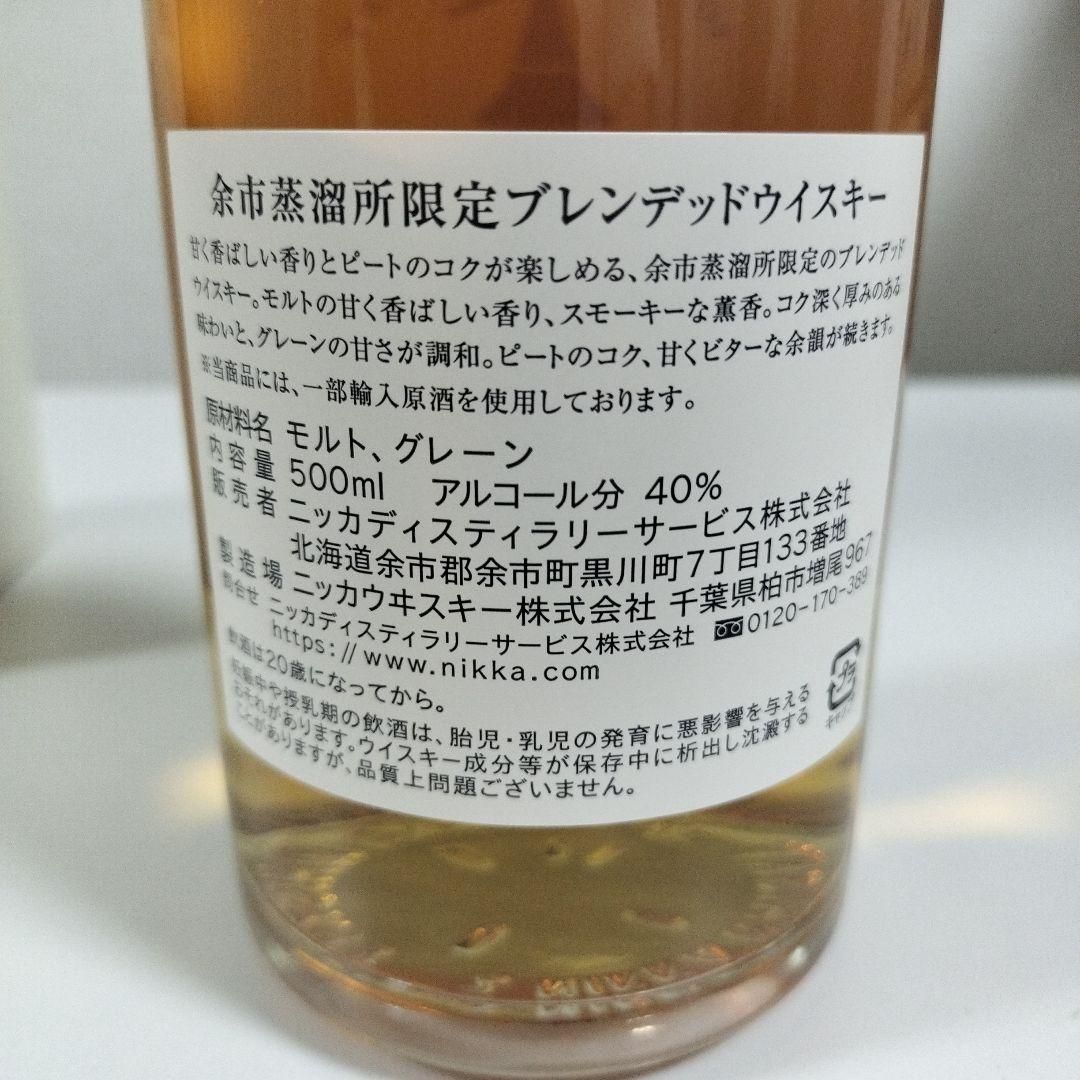 余市蒸溜所限定ブレンデッドウイスキー
甘く香ばしい香りとピートのコクが楽しめる、余市蒸溜所限定のブレンデッド
ウイスキー。モルトの甘く香ばしい香り、スモーキーな薫香。コク深く厚みのある
味わいと、グレーンの甘さが調和。ピートのコク、甘くビターな余韻が続きます。
※当商品には、一部輸入原酒を使用しております。
原材料名 モルト、グレーン
内容量 500ml アルコール分 40%
販売者 ニッカディスティラリーサービス株式会社
北海道余市郡余市町黒川町7丁目133番地
製造場 ニッカウヰスキー株式会社 千葉県柏市増尾967
問合せ ニッカディスティラリーサービス株式会社 0120-170-389
https://www.nikka.com
飲酒は20歳になってから。
妊娠中や授乳期の飲酒は、胎児・乳児の発育に悪影響を与える
おそれがあります。ウイスキー成分等が保存中に析出し沈澱する
ことがありますが、品質上問題ございません。
プラ